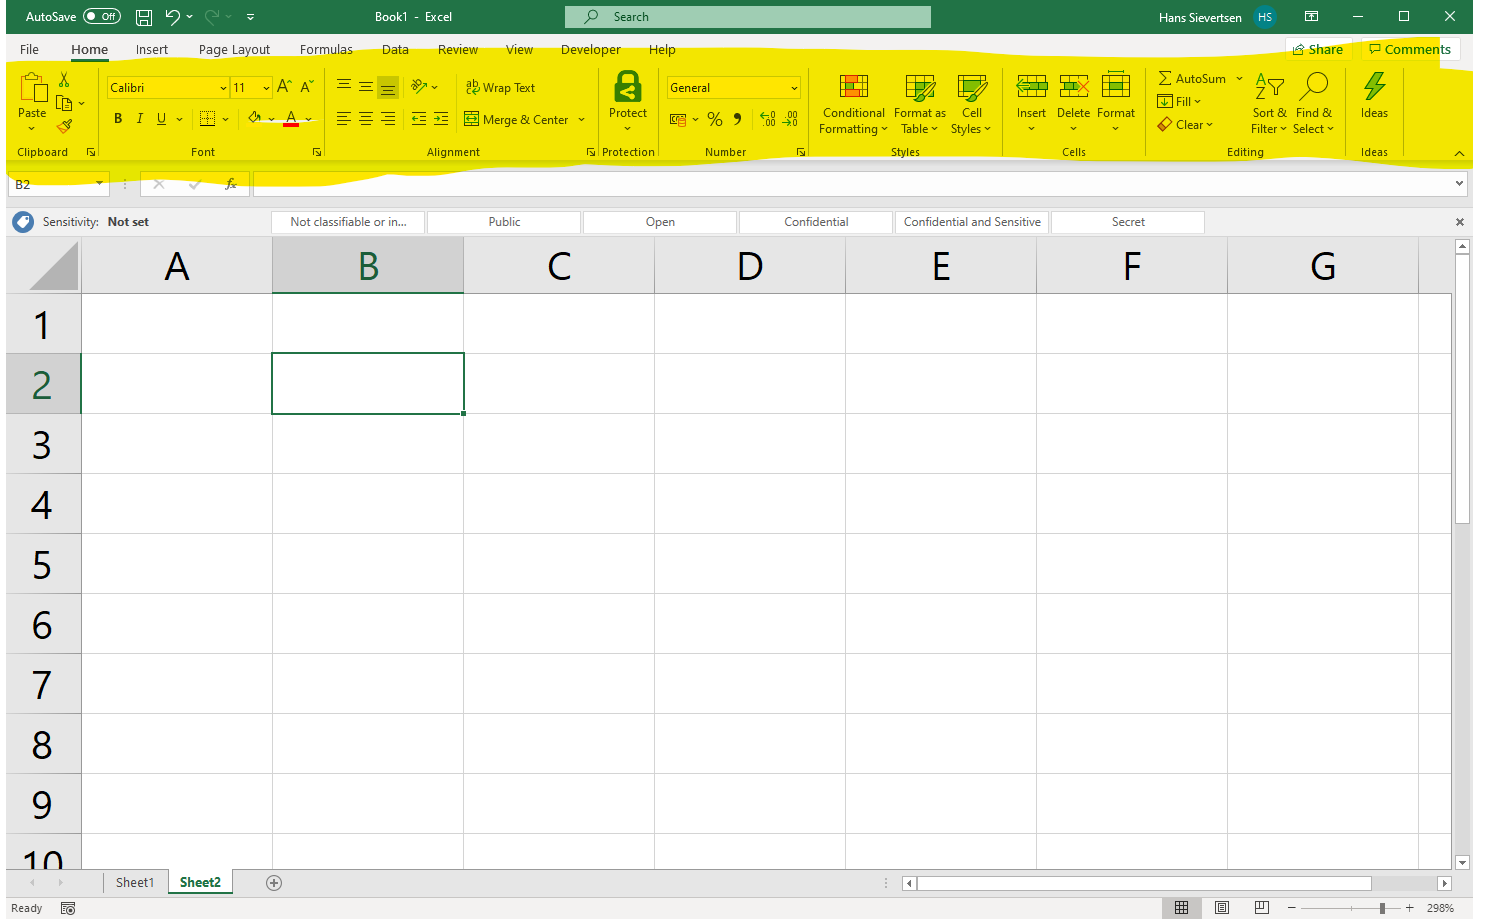 AutoSave Off Book1 - Excel Search Hans Sievertsen HS
File Home Insert Page Layout Formulas Data Review View Developer Help Share Comments
Calibri 11 ab Wrap Text General AutoSum
Paste Protect Conditional Format as Cell Insert Delete Format Fill Sort & Find & Ideas
B I U A Merge & Center % Formatting Table Styles Clear Filter Select
Clipboard Font Alignment Protection Number Styles Cells Editing Ideas
B2 fx
Sensitivity: Not set Not classifiable or in... Public Open Confidential Confidential and Sensitive Secret
A B C D E F G
1
2
3
4
5
6
7
8
9
10
Sheet1 Sheet2
Ready 298%